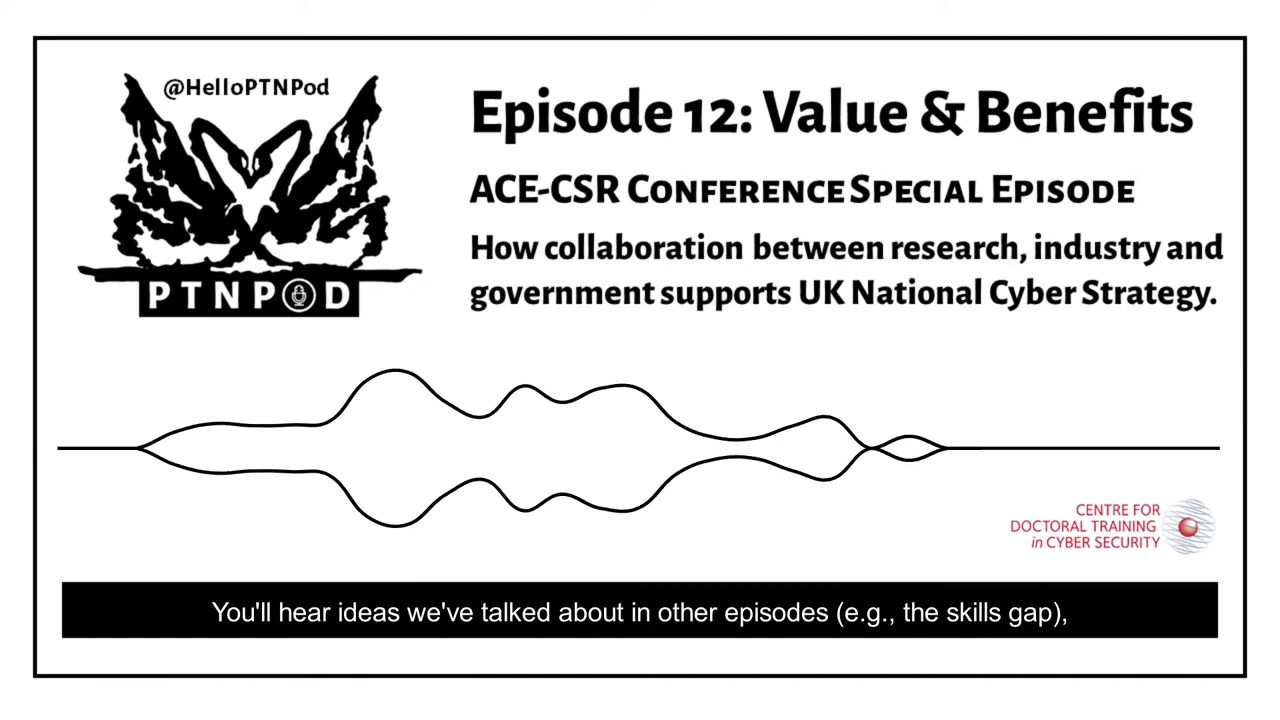 @HelloPTNPod
PTNPOD
Episode 12: Value & Benefits
ACE-CSR Conference Special Episode
How collaboration between research, industry and
government supports UK National Cyber Strategy.
CENTRE FOR
DOCTORAL TRAINING
in CYBER SECURITY
You'll hear ideas we've talked about in other episodes (e.g., the skills gap),